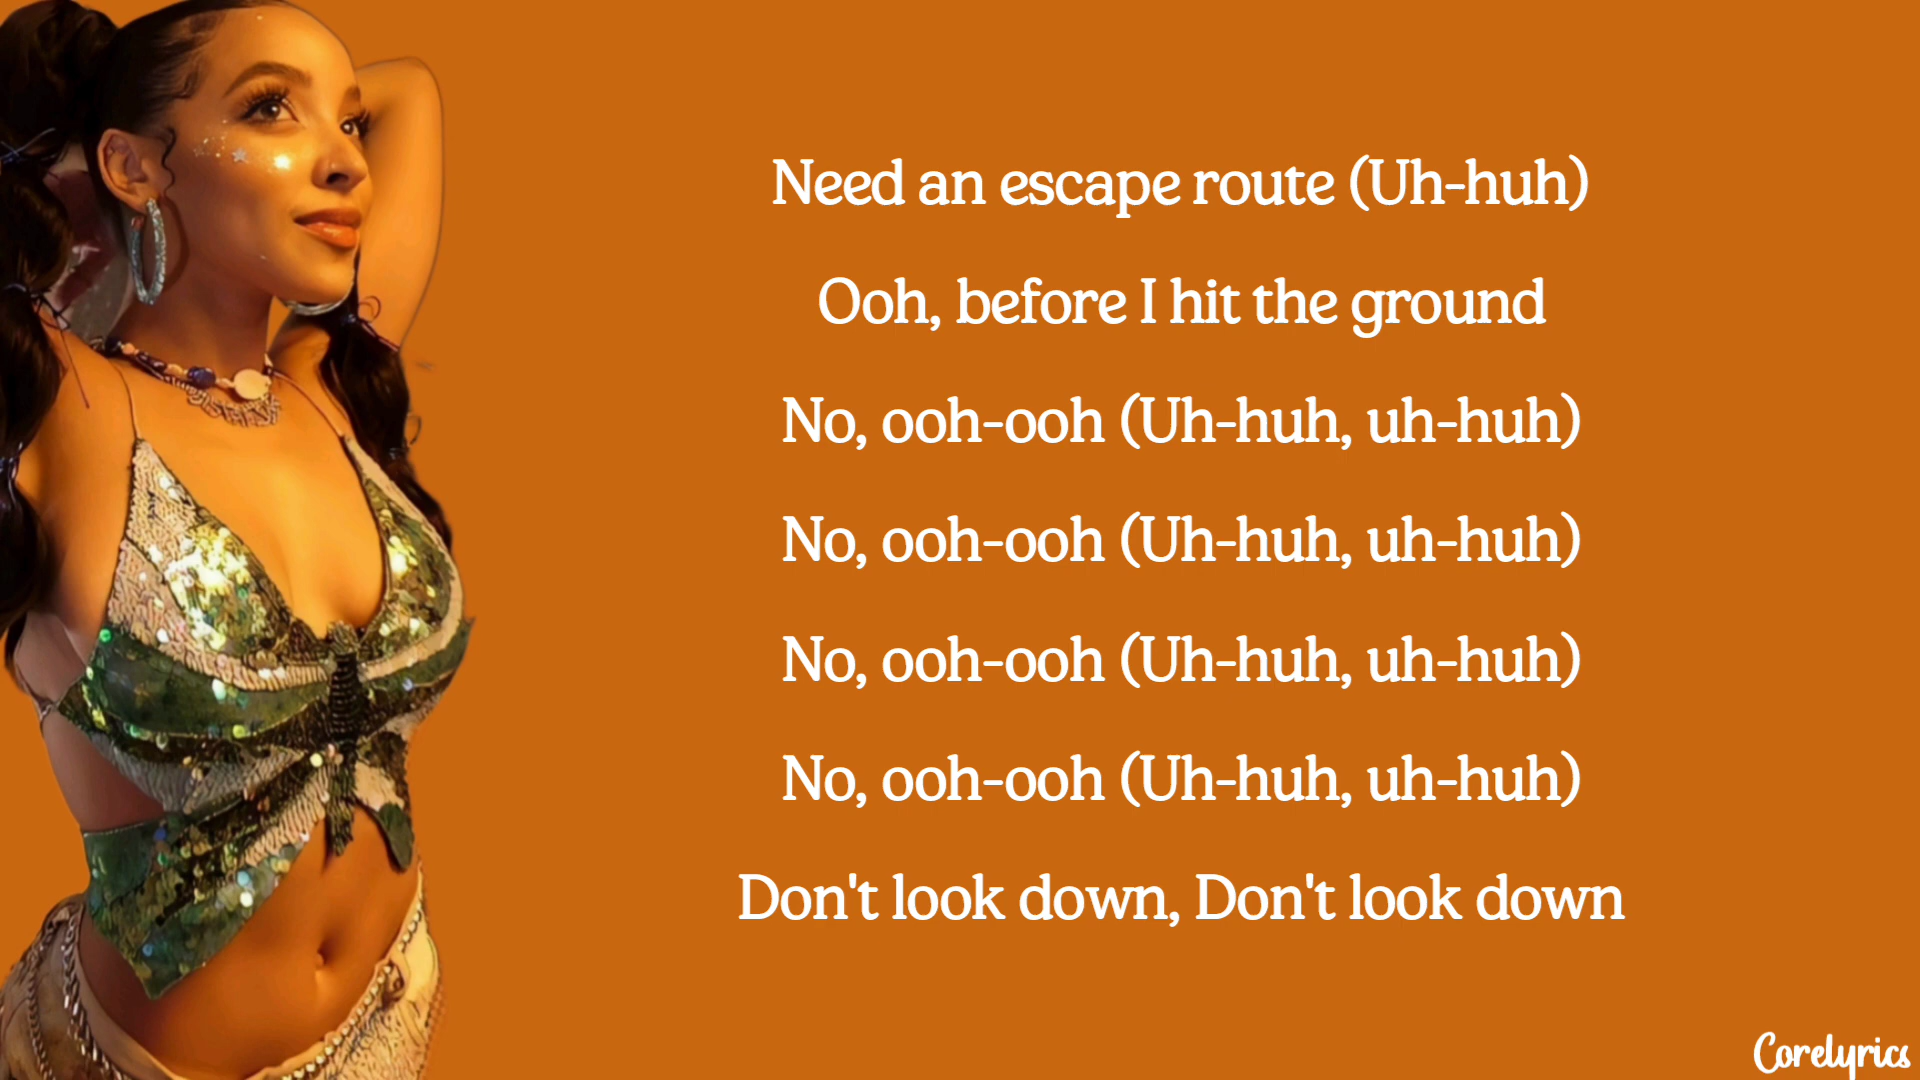 Need an escape route (Uh-huh)
Ooh, before I hit the ground
No, ooh-ooh (Uh-huh, uh-huh)
No, ooh-ooh (Uh-huh, uh-huh)
No, ooh-ooh (Uh-huh, uh-huh)
No, ooh-ooh (Uh-huh, uh-huh)
Don't look down, Don't look down
Corelyrics